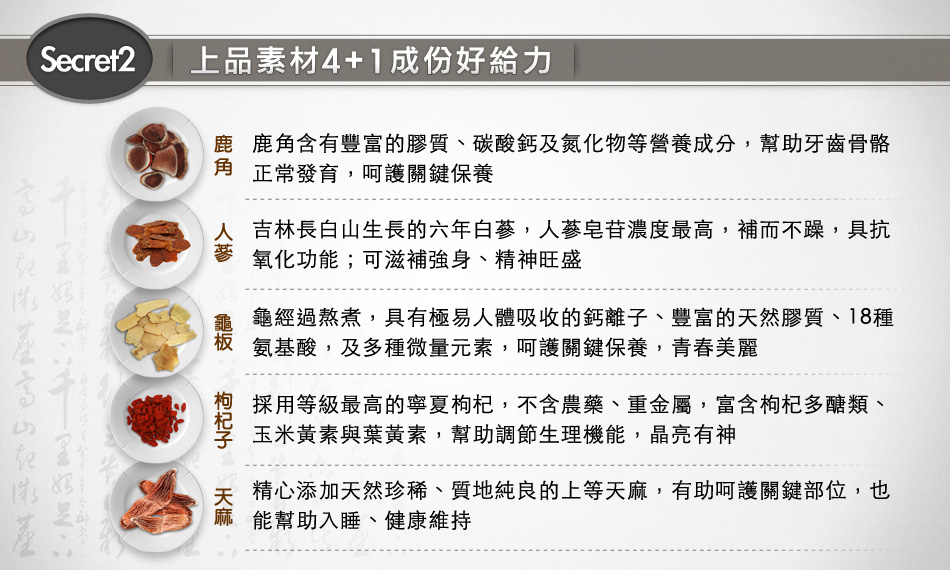 Secret2
上品素材4+1成份好給力
鹿角
鹿角含有豐富的膠質、碳酸鈣及氮化物等營養成分，幫助牙齒骨骼
正常發育，呵護關鍵保養
人蔘
吉林長白山生長的六年白蔘，人蔘皂苷濃度最高，補而不躁，具抗
氧化功能；可滋補強身、精神旺盛
龜板
龜經過熬煮，具有極易人體吸收的鈣離子、豐富的天然膠質、18種
氨基酸，及多種微量元素，呵護關鍵保養，青春美麗
枸杞子
採用等級最高的寧夏枸杞，不含農藥、重金屬，富含枸杞多醣類、
玉米黃素與葉黃素，幫助調節生理機能，晶亮有神
天麻
精心添加天然珍稀、質地純良的上等天麻，有助呵護關鍵部位，也
能幫助入睡、健康維持